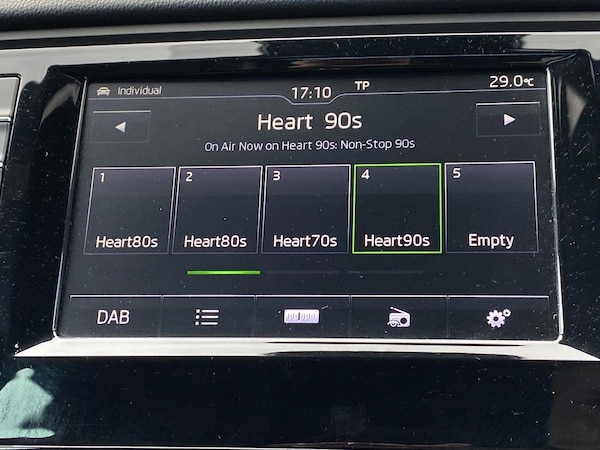 Individual 17:10 TP 29.0°C
Heart 90s
On Air Now on Heart 90s: Non-Stop 90s
1 2 3 4 5
Heart80s Heart80s Heart70s Heart90s Empty
DAB